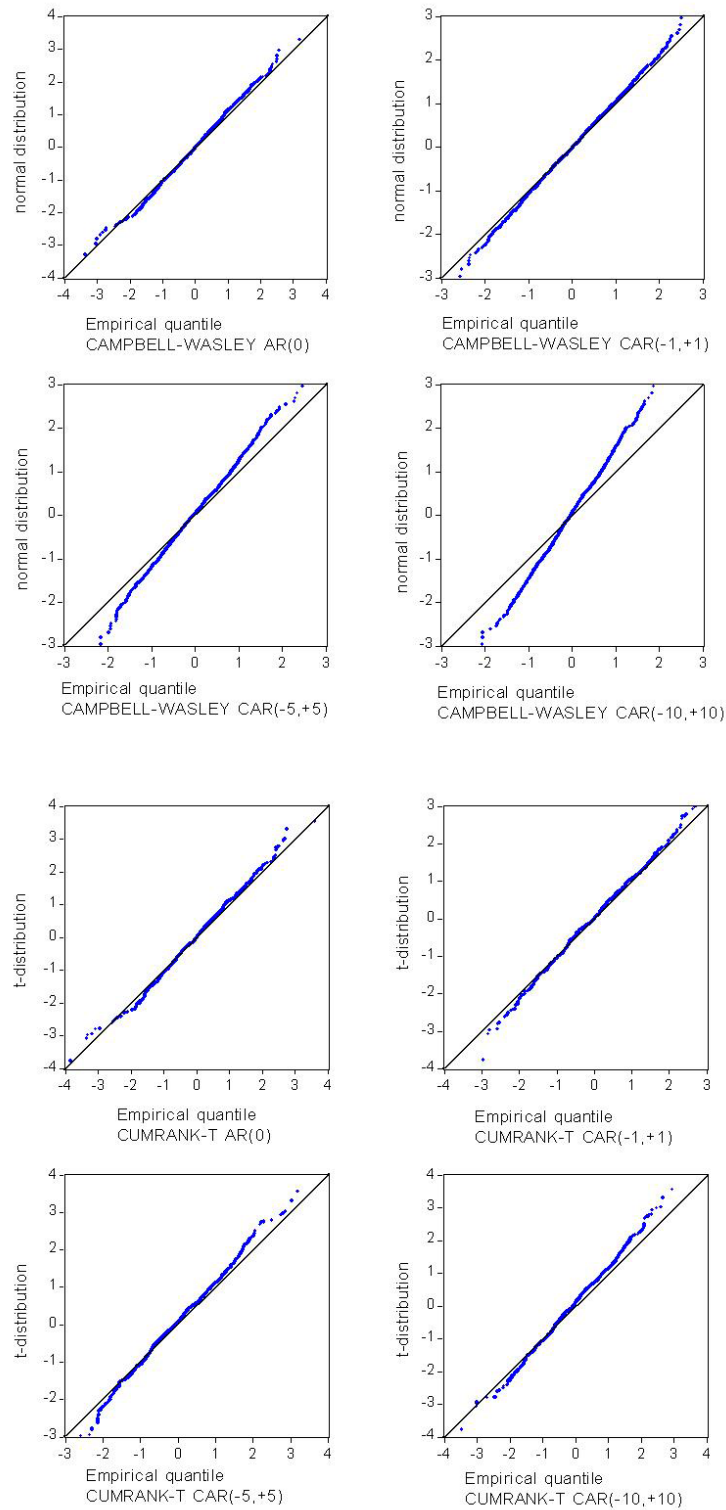 normal distribution
4
3
2
1
0
-1
-2
-3
-4
-4 -3 -2 -1 0 1 2 3 4
Empirical quantile
CAMPBELL-WASLEY AR(0)
normal distribution
3
2
1
0
-1
-2
-3
-3 -2 -1 0 1 2 3
Empirical quantile
CAMPBELL-WASLEY CAR(-1,+1)
normal distribution
3
2
1
0
-1
-2
-3
-3 -2 -1 0 1 2 3
Empirical quantile
CAMPBELL-WASLEY CAR(-5,+5)
normal distribution
3
2
1
0
-1
-2
-3
-3 -2 -1 0 1 2 3
Empirical quantile
CAMPBELL-WASLEY CAR(-10,+10)
t-distribution
4
3
2
1
0
-1
-2
-3
-4
-4 -3 -2 -1 0 1 2 3 4
Empirical quantile
CUMRANK-T AR(0)
t-distribution
3
2
1
0
-1
-2
-3
-4
-4 -3 -2 -1 0 1 2 3
Empirical quantile
CUMRANK-T CAR(-1,+1)
t-distribution
4
3
2
1
0
-1
-2
-3
-3 -2 -1 0 1 2 3 4
Empirical quantile
CUMRANK-T CAR(-5,+5)
t-distribution
4
3
2
1
0
-1
-2
-3
-4
-4 -3 -2 -1 0 1 2 3 4
Empirical quantile
CUMRANK-T CAR(-10,+10)